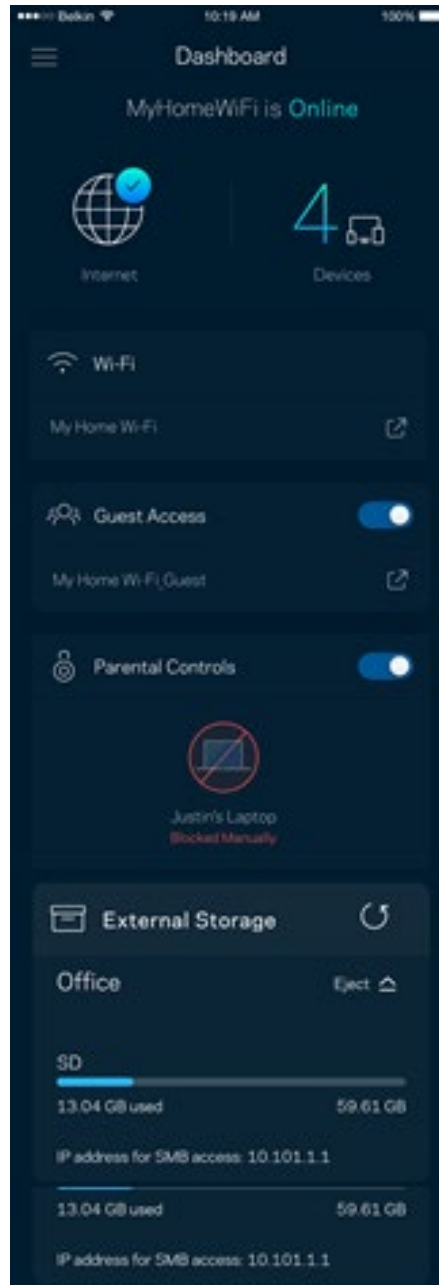 Belkin 10:19 AM 100%
Dashboard
MyHomeWiFi is Online
4
Internet Devices
Wi-Fi
My Home Wi-Fi
Guest Access
My Home Wi-Fi_Guest
Parental Controls
Justin's Laptop
Blocked Manually
External Storage
Office Eject
SD
13.04 GB used 59.61 GB
IP address for SMB access: 10.101.1.1
13.04 GB used 59.61 GB
IP address for SMB access: 10.101.1.1